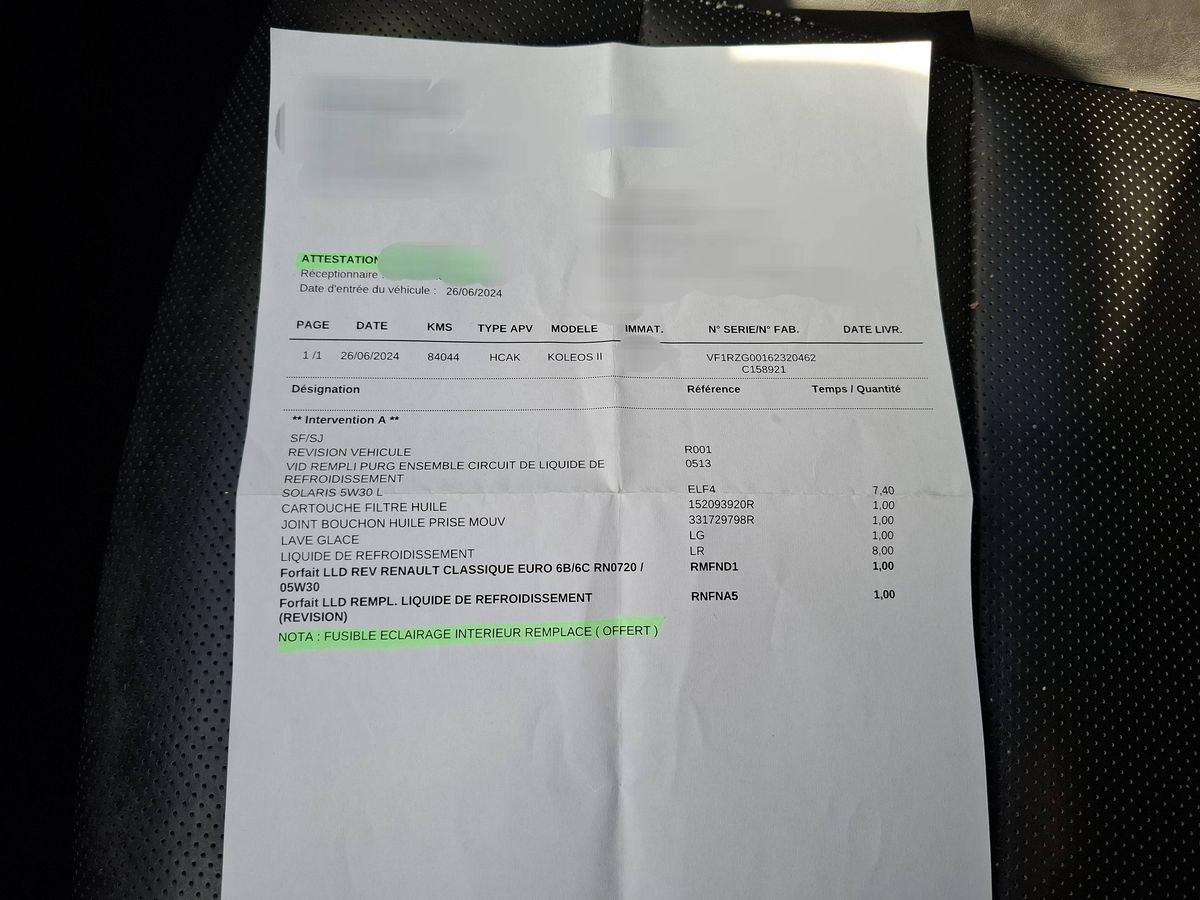 ATTESTATION
Réceptionnaire :
Date d'entrée du véhicule : 26/06/2024
PAGE DATE KMS TYPE APV MODELE IMMAT. N° SERIE/N° FAB. DATE LIVR.
1 /1 26/06/2024 84044 HCAK KOLEOS II VF1RZG00162320462
C158921
Désignation Référence Temps / Quantité
** Intervention A **
SF/SJ
REVISION VEHICULE R001
VID REMPLI PURG ENSEMBLE CIRCUIT DE LIQUIDE DE 0513
REFROIDISSEMENT
SOLARIS 5W30 L ELF4 7,40
CARTOUCHE FILTRE HUILE 152093920R 1,00
JOINT BOUCHON HUILE PRISE MOUV 331729798R 1,00
LAVE GLACE LG 1,00
LIQUIDE DE REFROIDISSEMENT LR 8,00
Forfait LLD REV RENAULT CLASSIQUE EURO 6B/6C RN0720 / RMFND1 1,00
05W30
Forfait LLD REMPL. LIQUIDE DE REFROIDISSEMENT RNFNA5 1,00
(REVISION)
NOTA : FUSIBLE ECLAIRAGE INTERIEUR REMPLACE ( OFFERT )